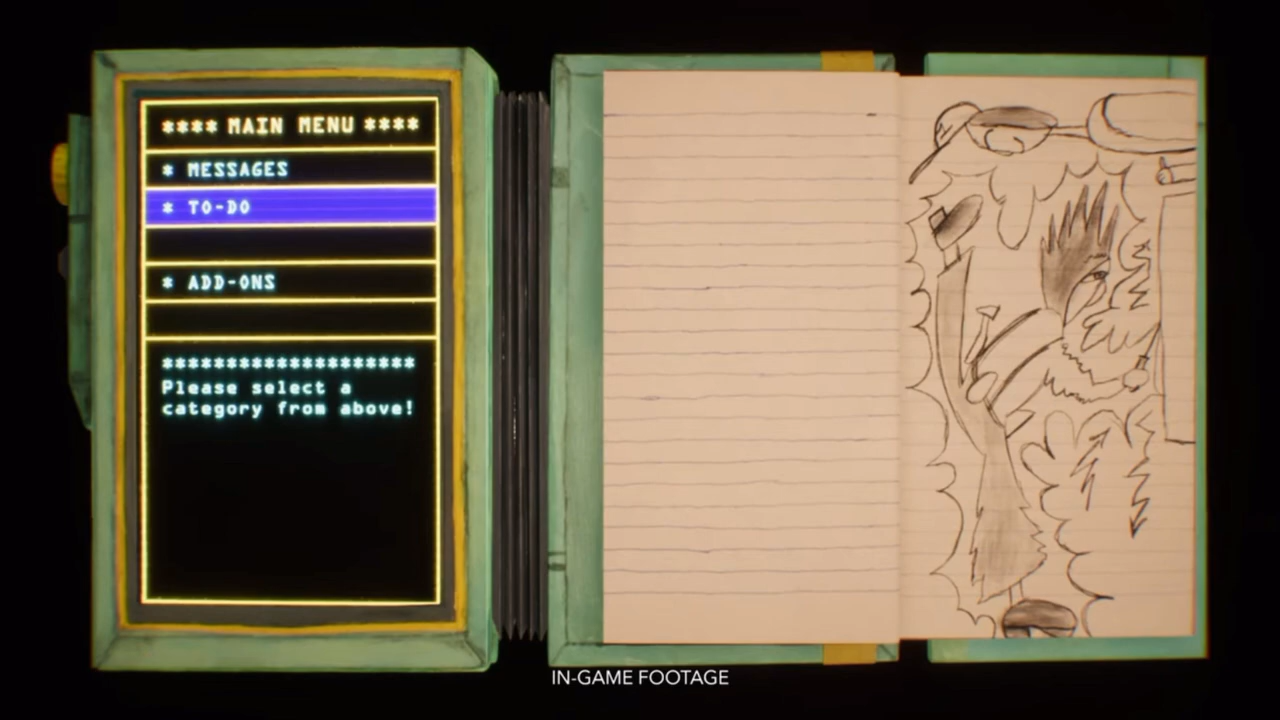 **** MAIN MENU ****
* MESSAGES
* TO-DO
* ADD-ONS
********************
Please select a
category from above!
IN-GAME FOOTAGE